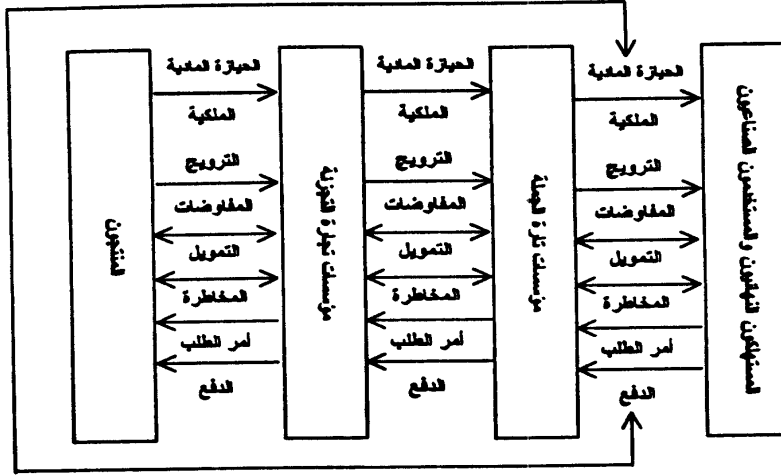 المنتجون
الحيازة المادية
الملكية
الترويج
المفاوضات
التمويل
المخاطرة
أمر الطلب
الدفع
مؤسسات تجارة التجزئة
الحيازة المادية
الملكية
الترويج
المفاوضات
التمويل
المخاطرة
أمر الطلب
الدفع
مؤسسات تارة الجملة
الحيازة المادية
الملكية
الترويج
المفاوضات
التمويل
المخاطرة
أمر الطلب
الدفع
المستهلكون النهائيون والمستخدمون الصناعيون